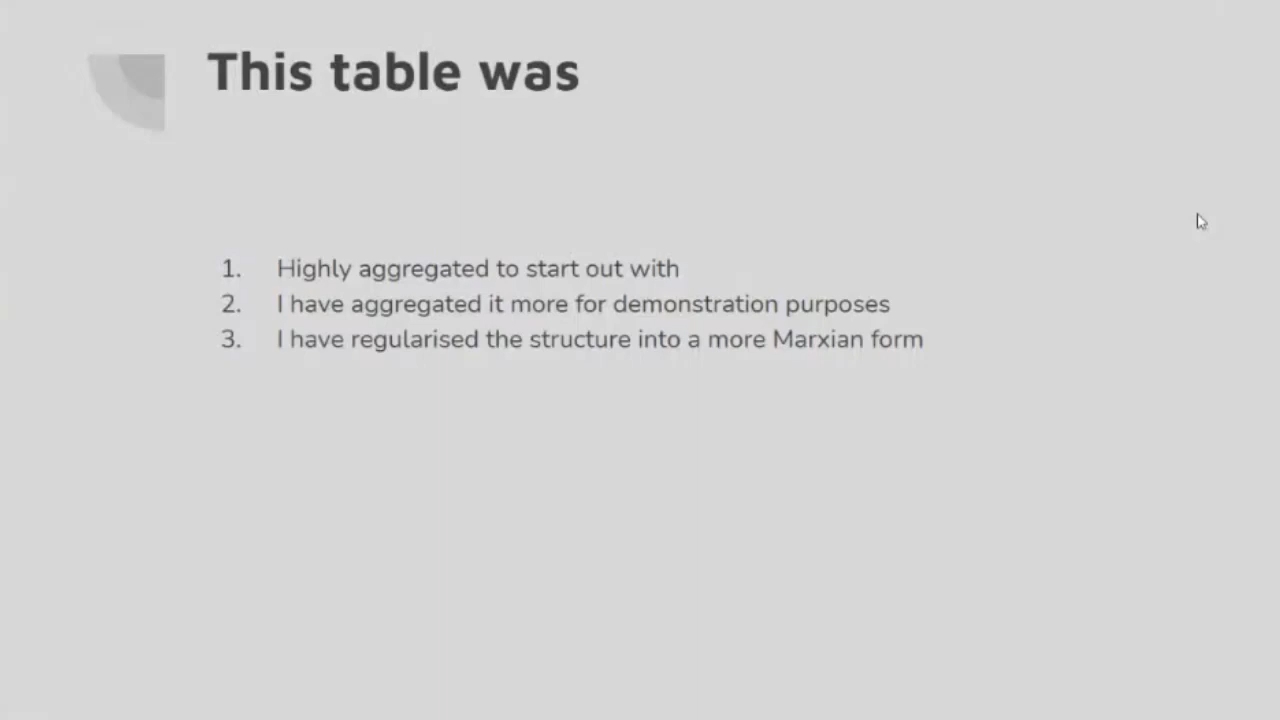 This table was
1. Highly aggregated to start out with
2. I have aggregated it more for demonstration purposes
3. I have regularised the structure into a more Marxian form